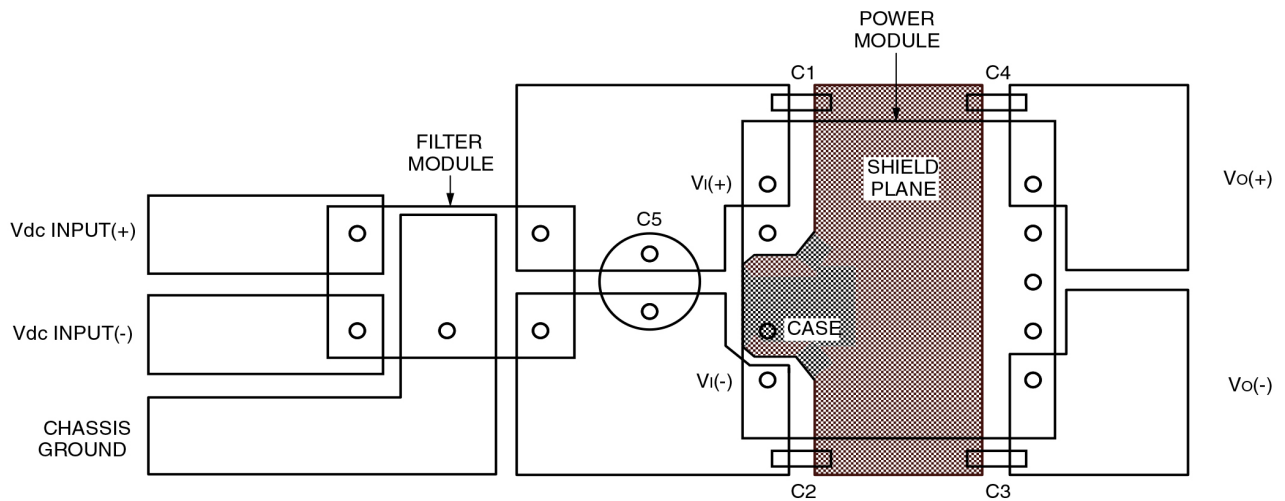 POWER
MODULE
C1
C4
FILTER
MODULE
SHIELD
PLANE
VI(+)
VO(+)
C5
Vdc INPUT(+)
Vdc INPUT(-)
CASE
VI(-)
VO(-)
CHASSIS
GROUND
C2
C3